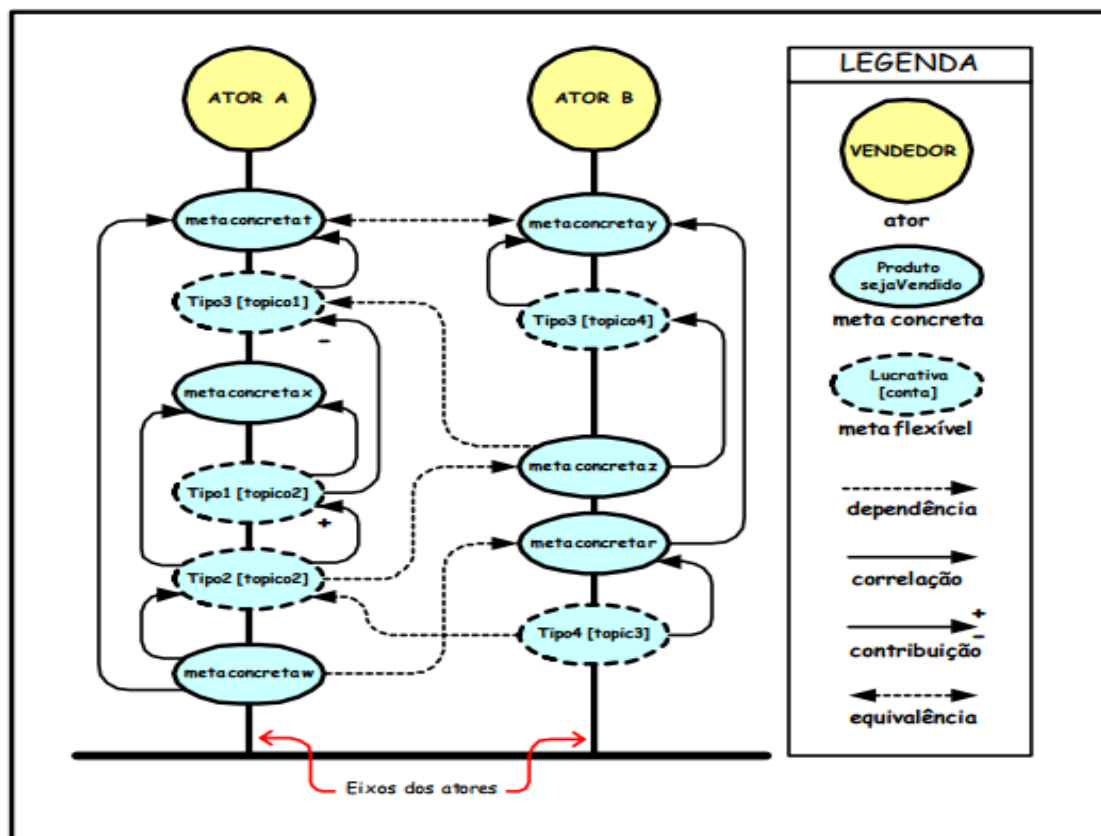 ATOR A
ATOR B
LEGENDA
VENDEDOR
ator
metaconcretat
metaconcretay
Produto
sejaVendido
meta concreta
Tipo3 [topico1]
Tipo3 [topico4]
-
metaconcretax
Lucrativa
[conta]
meta flexível
metaconcretaz
Tipo1 [topico2]
+
dependência
metaconcretar
Tipo2 [topico2]
correlação
Tipo4 [topic3]
+
-
contribuição
metaconcretaw
equivalência
Eixos dos atores